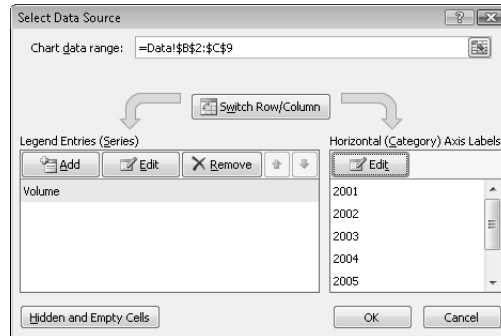 Select Data Source
Chart data range: =Data!$B$2:$C$9
Switch Row/Column
Legend Entries (Series)
Add Edit Remove
Volume
Horizontal (Category) Axis Labels
Edit
2001
2002
2003
2004
2005
Hidden and Empty Cells
OK Cancel